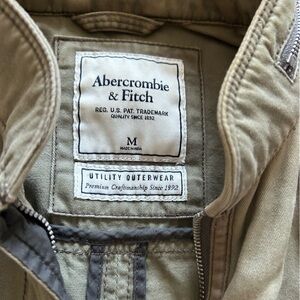 Abercrombie
& Fitch
REG. U.S. PAT. TRADEMARK
QUALITY SINCE 1892
M
UTILITY OUTERWEAR
Premium Craftsmanship Since 1892